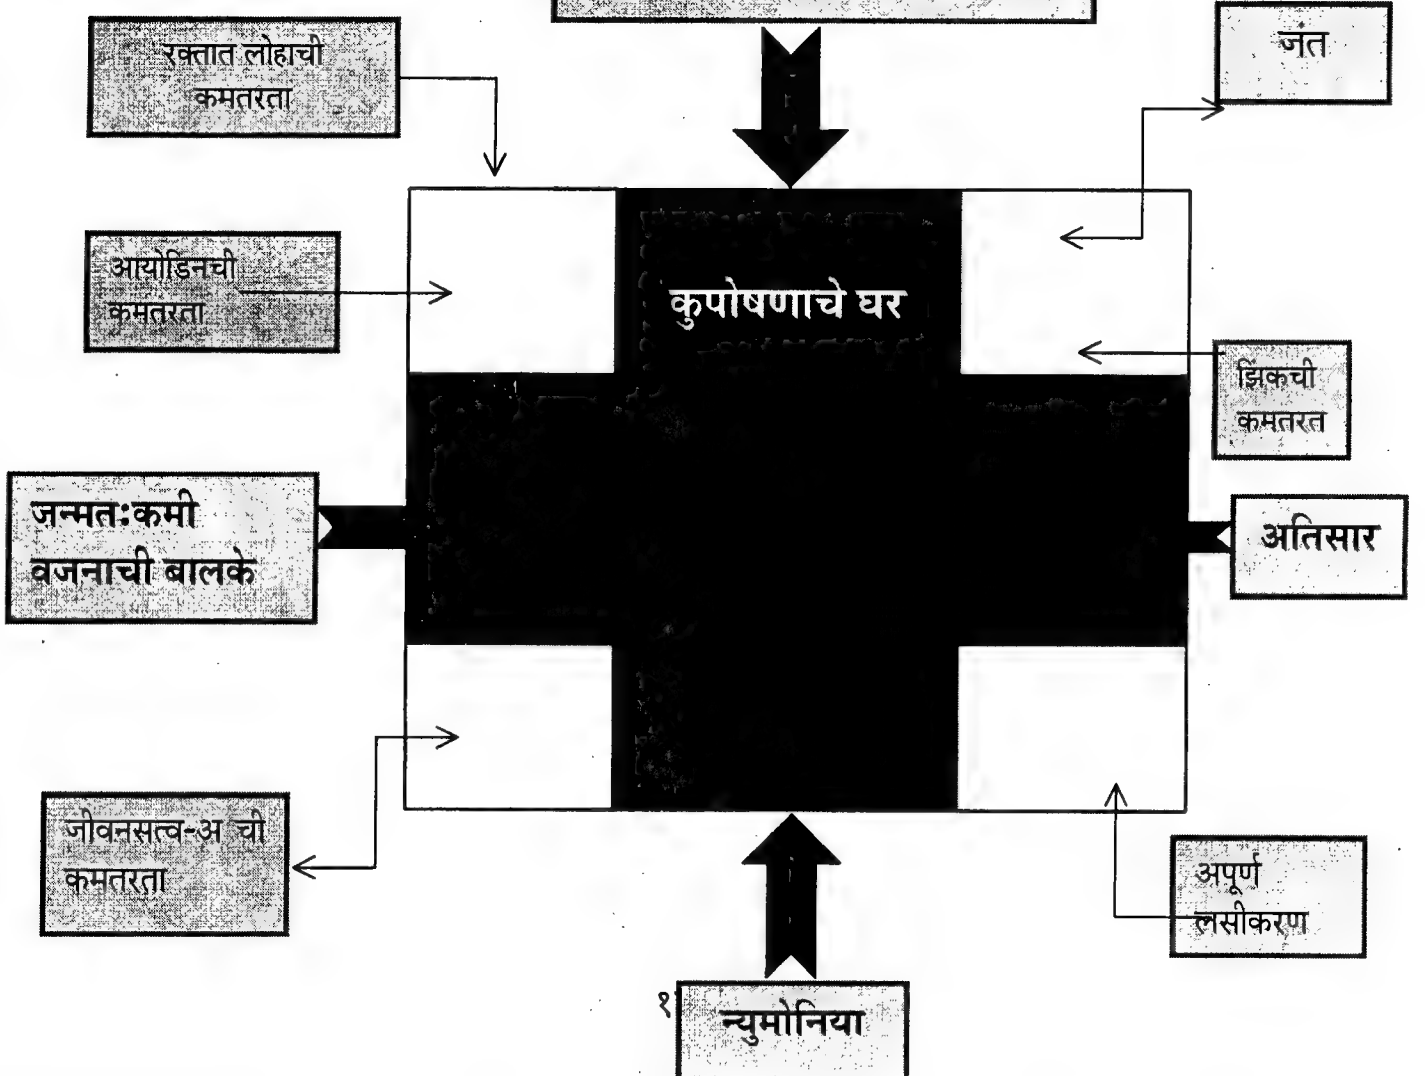 रक्तात लोहाची
कमतरता
जंत
आयोडिनची
कमतरता
कुपोषणाचे घर
झिंकची
कमतरत
जन्मतःकमी
वजनाची बालके
अतिसार
जीवनसत्व-अ ची
कमतरता
अपूर्ण
लसीकरण
न्युमोनिया